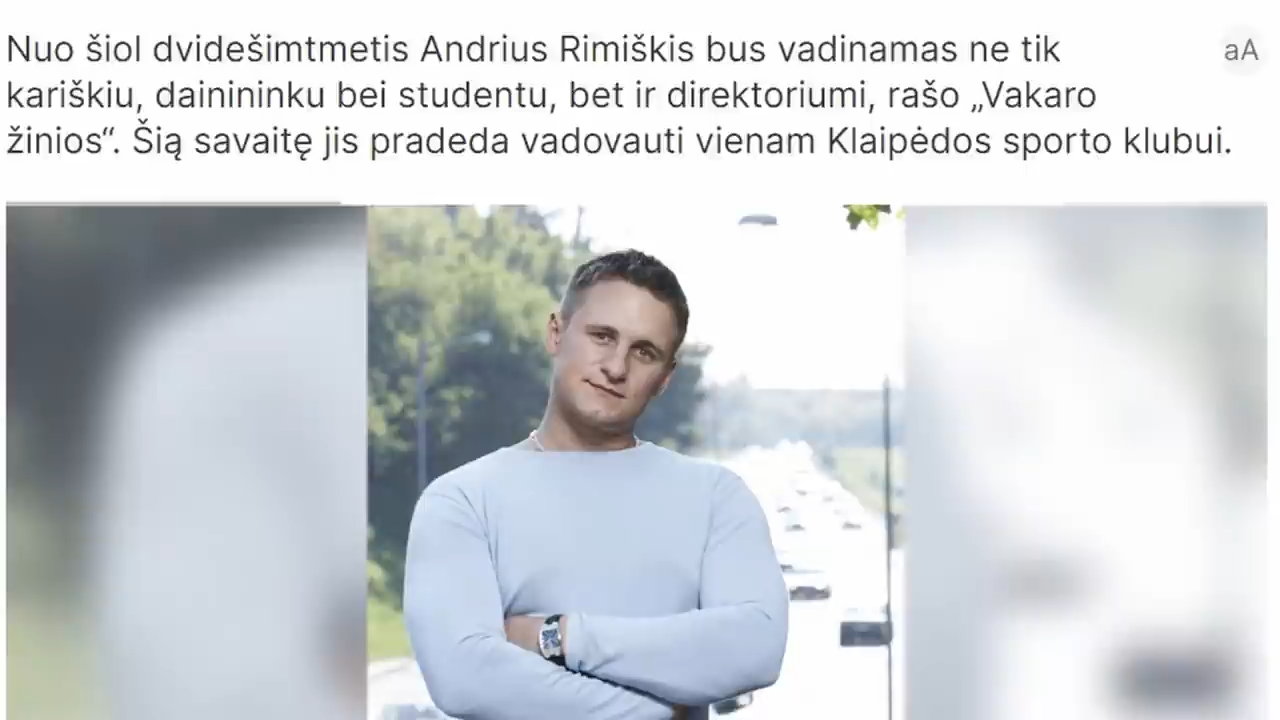 Nuo šiol dvidešimtmetis Andrius Rimiškis bus vadinamas ne tik
kariškiu, dainininku bei studentu, bet ir direktoriumi, rašo „Vakaro
žinios“. Šią savaitę jis pradeda vadovauti vienam Klaipėdos sporto klubui.
aA